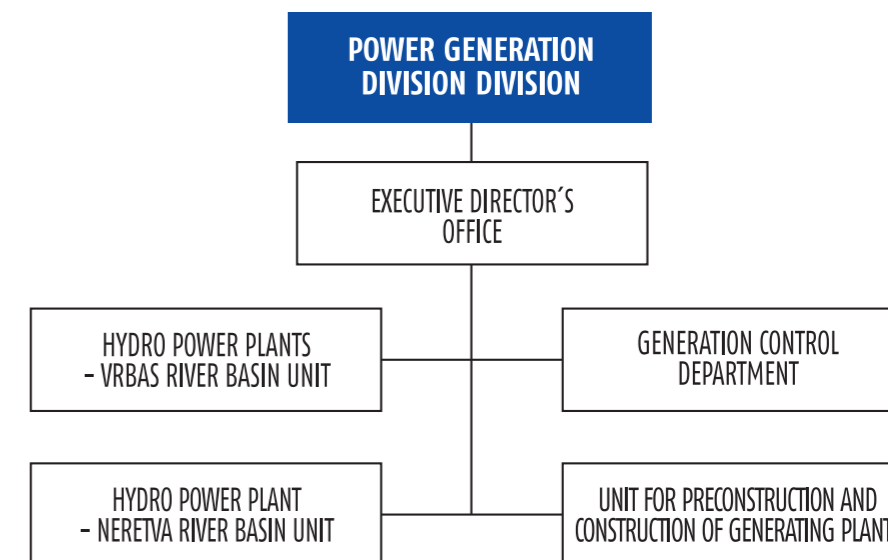 POWER GENERATION
DIVISION DIVISION
EXECUTIVE DIRECTOR´S
OFFICE
HYDRO POWER PLANTS
– VRBAS RIVER BASIN UNIT
GENERATION CONTROL
DEPARTMENT
HYDRO POWER PLANT
– NERETVA RIVER BASIN UNIT
UNIT FOR PRECONSTRUCTION AND
CONSTRUCTION OF GENERATING PLANT